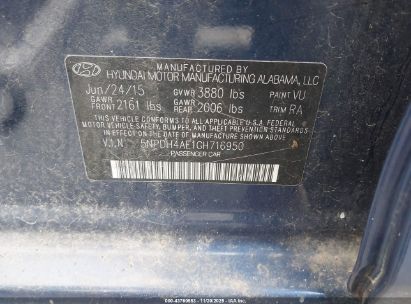 MANUFACTURED BY
HYUNDAI MOTOR MANUFACTURING ALABAMA, LLC
Jun/24/15 GVWR 3880 lbs PAINT VU
GAWR FRONT 2161 lbs GAWR REAR 2006 lbs TRIM RA
THIS VEHICLE CONFORMS TO ALL APPLICABLE U.S. FEDERAL
MOTOR VEHICLE SAFETY, BUMPER, AND THEFT PREVENTION STANDARDS
IN EFFECT ON THE DATE OF MANUFACTURE SHOWN ABOVE.
V.I.N 5NPDH4AE1GH716950
PASSENGER CAR